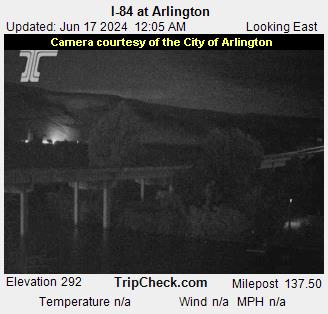 I-84 at Arlington
Updated: Jun 17 2024 12:05 AM Looking East
Camera courtesy of the City of Arlington
Elevation 292 TripCheck.com Milepost 137.50
Temperature n/a Wind n/a MPH n/a